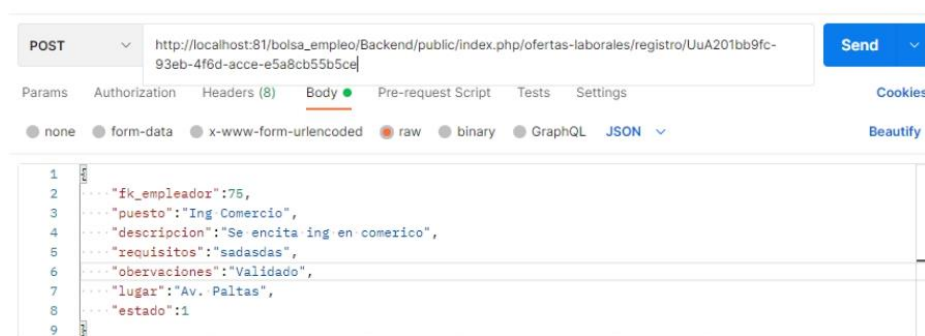 POST
http://localhost:81/bolsa_empleo/Backend/public/index.php/ofertas-laborales/registro/UuA201bb9fc-
93eb-4f6d-acce-e5a8cb55b5ce
Send
Params Authorization Headers (8) Body Pre-request Script Tests Settings Cookies
none form-data x-www-form-urlencoded raw binary GraphQL JSON Beautify
1 {
2 "fk_empleador":75,
3 "puesto":"Ing Comercio",
4 "descripcion":"Se encita ing en comerico",
5 "requisitos":"sadasdas",
6 "obervaciones":"Validado",
7 "lugar":"Av. Paltas",
8 "estado":1
9 }